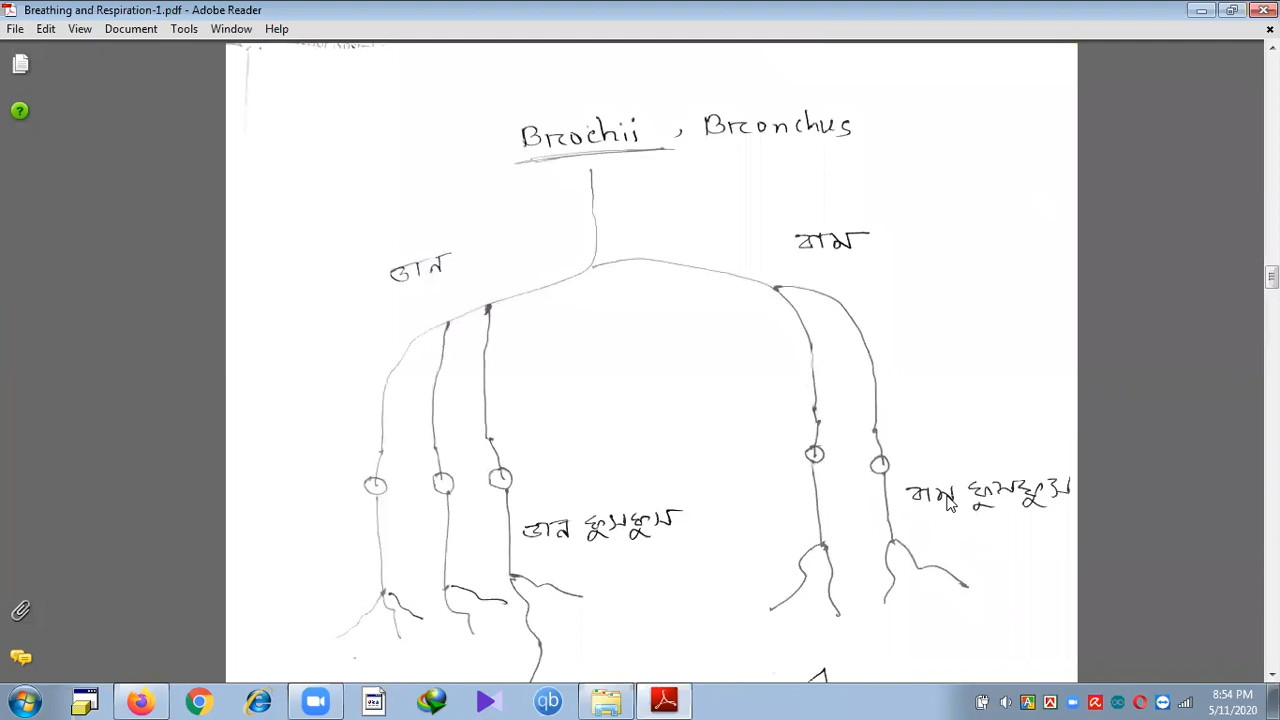 Breathing and Respiration-1.pdf - Adobe Reader
File Edit View Document Tools Window Help
Brochii , Bronchus
ডান
বাম
ডান ফুসফুস
বাম ফুসফুস
8:54 PM
5/11/2020